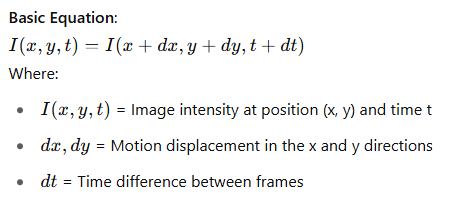 Basic Equation:
I(x, y, t) = I(x + dx, y + dy, t + dt)
Where:
• I(x, y, t) = Image intensity at position (x, y) and time t
• dx, dy = Motion displacement in the x and y directions
• dt = Time difference between frames